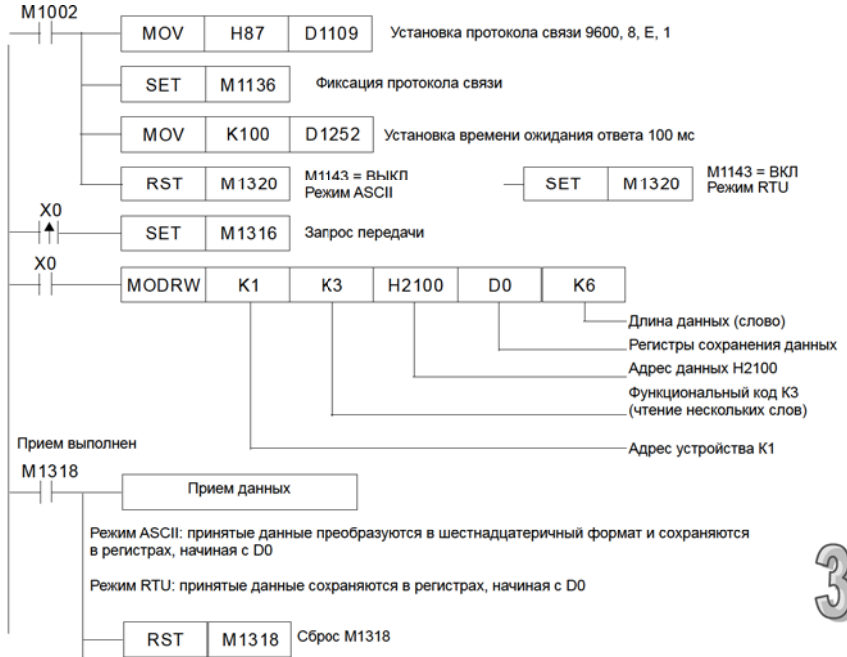 M1002
MOV H87 D1109 Установка протокола связи 9600, 8, E, 1
SET M1136 Фиксация протокола связи
MOV K100 D1252 Установка времени ожидания ответа 100 мс
RST M1320 M1143 = ВЫКЛ
Режим ASCII
SET M1320 M1143 = ВКЛ
Режим RTU
X0
SET M1316 Запрос передачи
X0
MODRW K1 K3 H2100 D0 K6
Длина данных (слово)
Регистры сохранения данных
Адрес данных H2100
Функциональный код K3
(чтение нескольких слов)
Адрес устройства K1
Прием выполнен
M1318
Прием данных
Режим ASCII: принятые данные преобразуются в шестнадцатеричный формат и сохраняются
в регистрах, начиная с D0
Режим RTU: принятые данные сохраняются в регистрах, начиная с D0
3
RST M1318 Сброс M1318